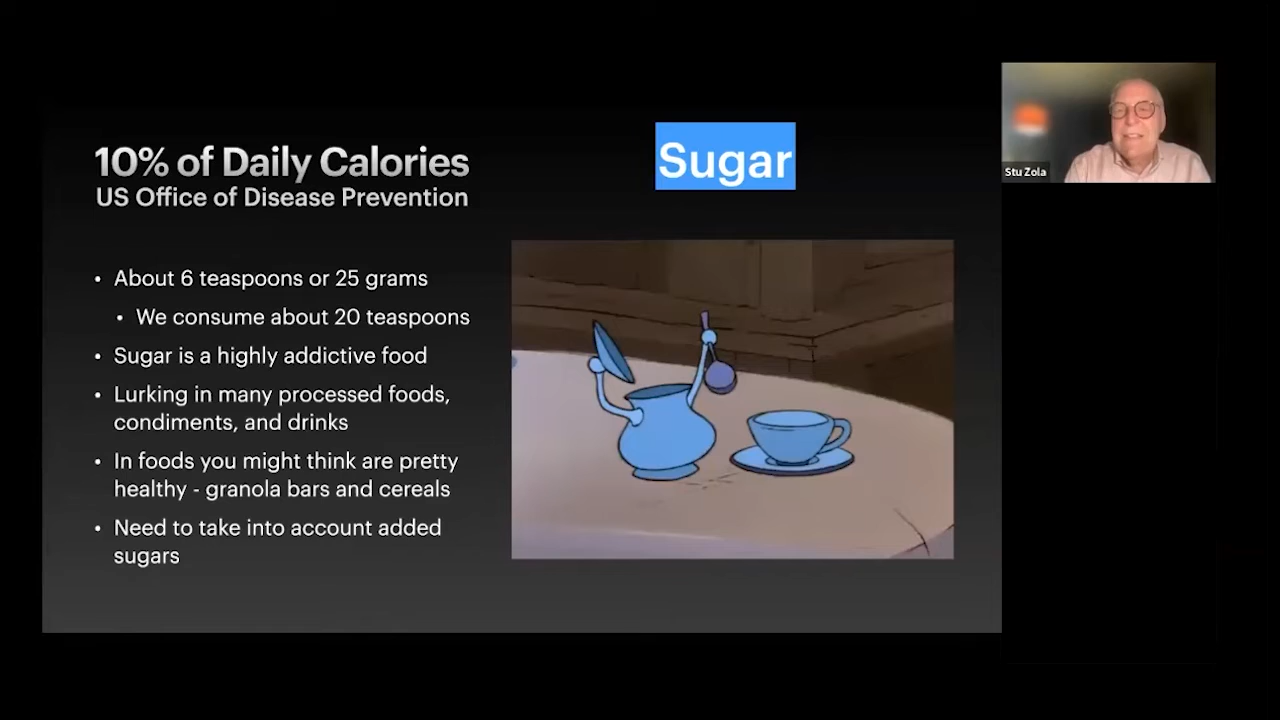 10% of Daily Calories
US Office of Disease Prevention
• About 6 teaspoons or 25 grams
• We consume about 20 teaspoons
• Sugar is a highly addictive food
• Lurking in many processed foods,
condiments, and drinks
• In foods you might think are pretty
healthy - granola bars and cereals
• Need to take into account added
sugars
Sugar
Stu Zola